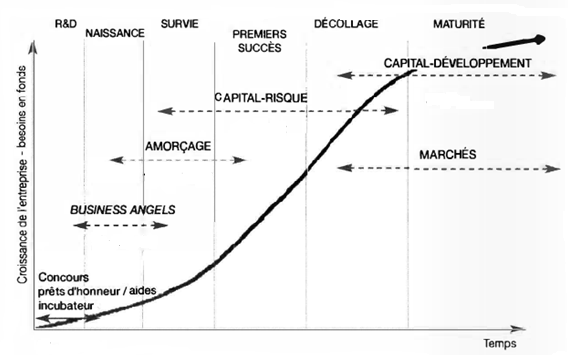 R&D
NAISSANCE
SURVIE
PREMIERS
SUCCÈS
DÉCOLLAGE
MATURITÉ
CAPITAL-DÉVELOPPEMENT
CAPITAL-RISQUE
AMORÇAGE
MARCHÉS
BUSINESS ANGELS
Concours
prêts d'honneur / aides
incubateur
Croissance de l'entreprise - besoins en fonds
Temps